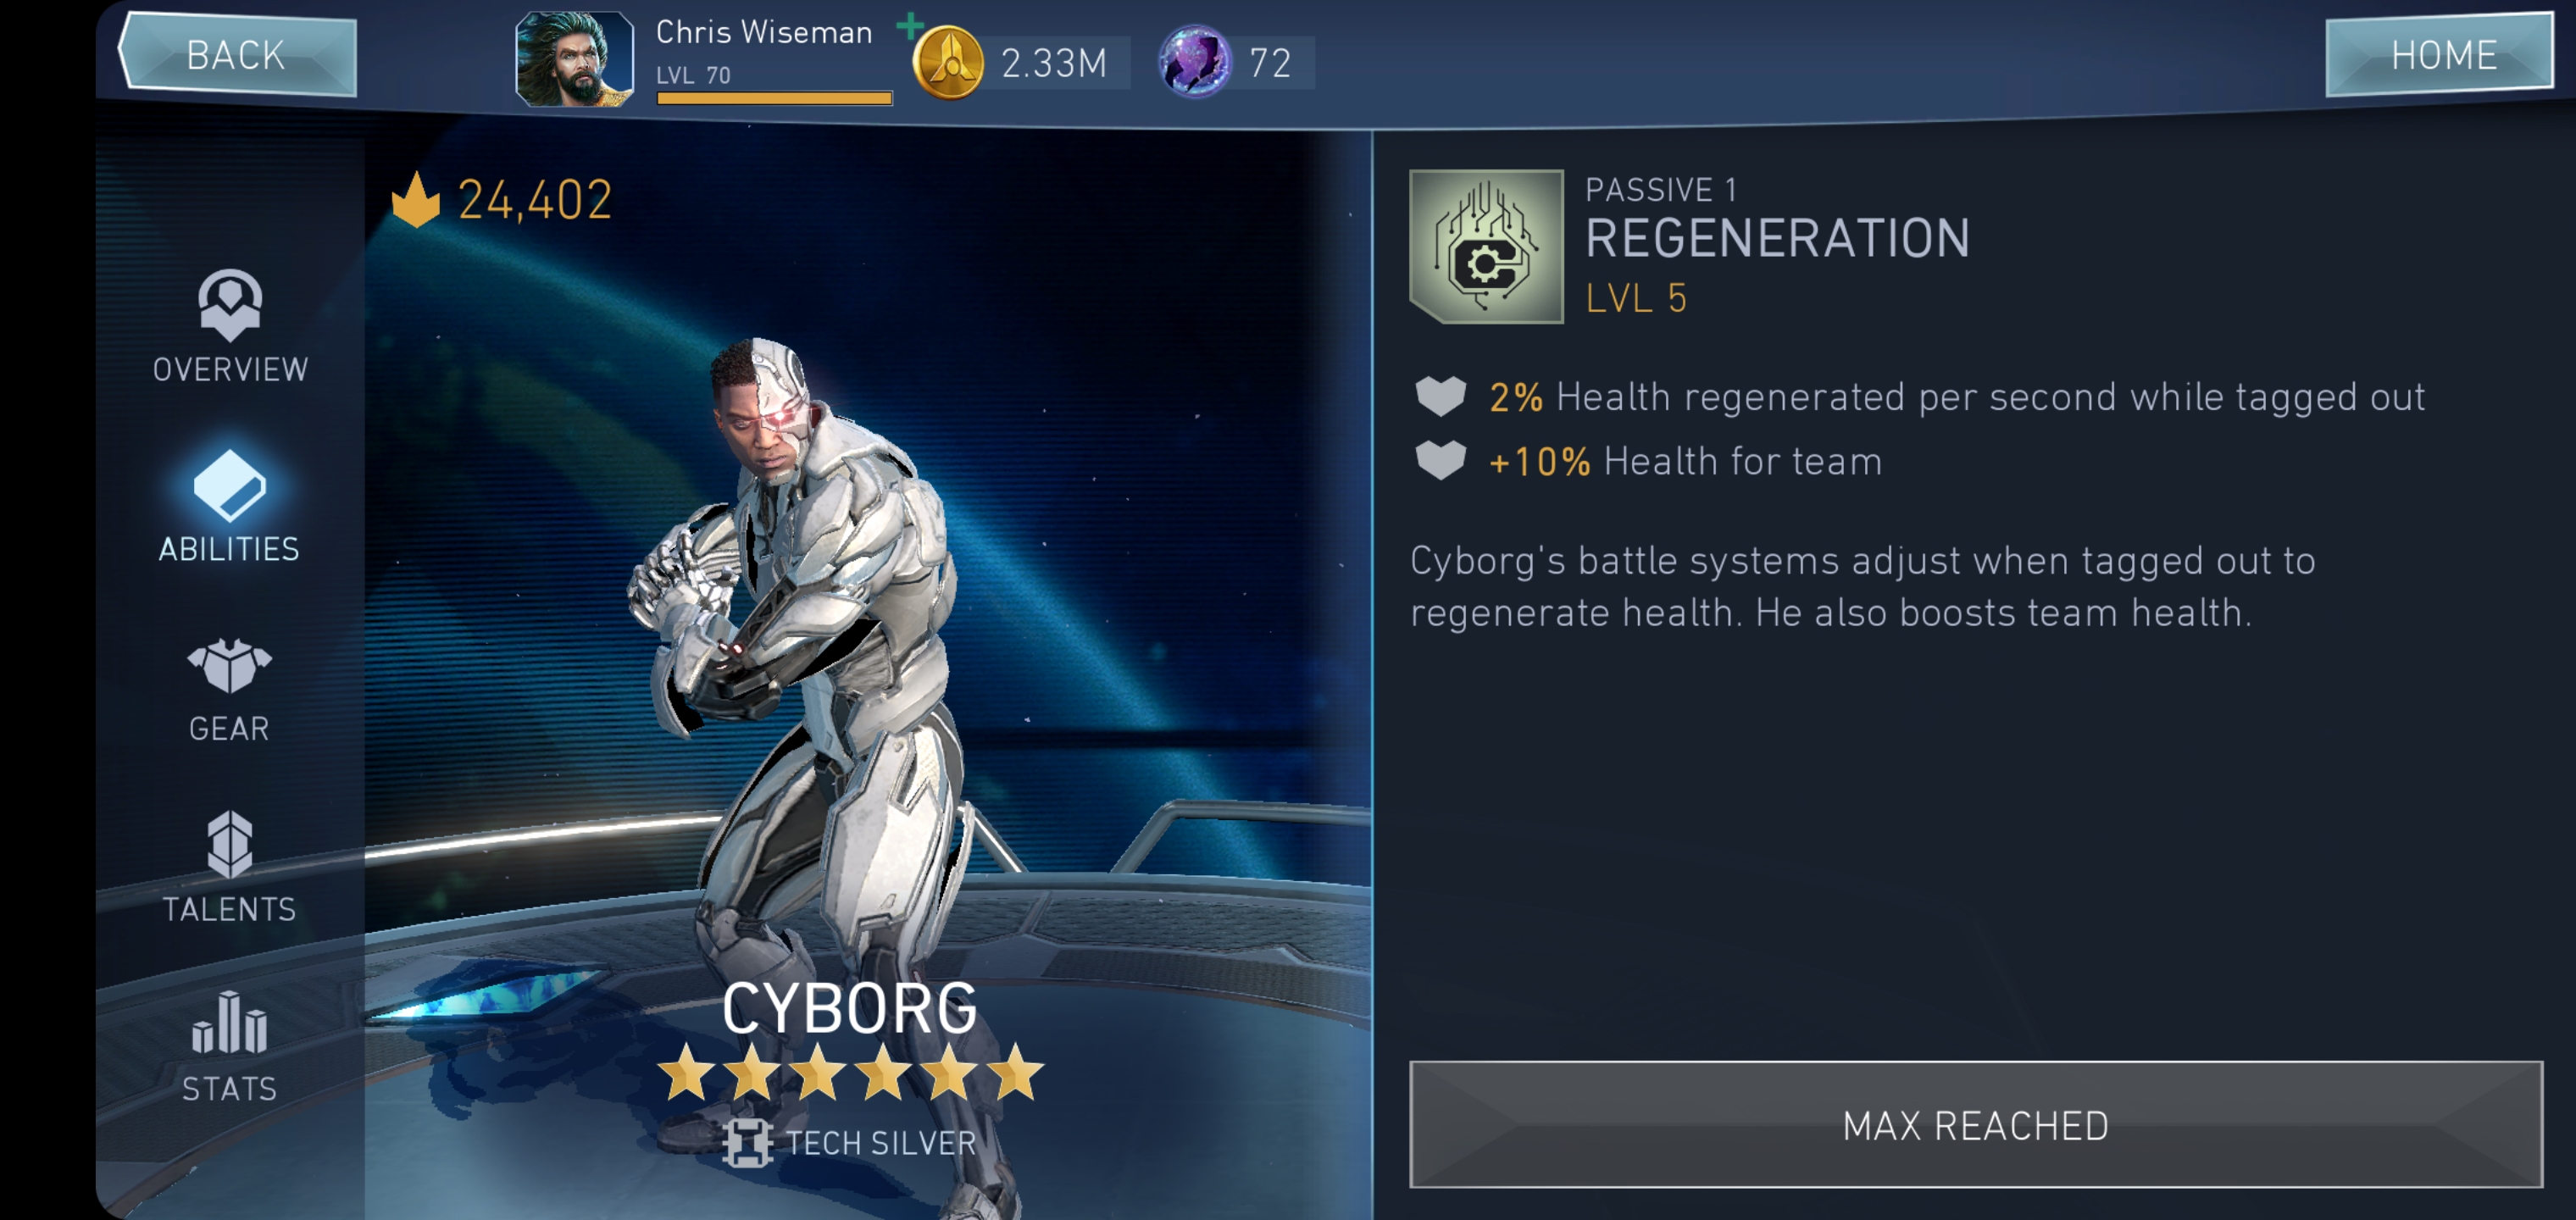 BACK
Chris Wiseman
LVL 70
2.33M
72
HOME
24,402
OVERVIEW
ABILITIES
GEAR
TALENTS
STATS
CYBORG
TECH SILVER
PASSIVE 1
REGENERATION
LVL 5
2% Health regenerated per second while tagged out
+10% Health for team
Cyborg's battle systems adjust when tagged out to
regenerate health. He also boosts team health.
MAX REACHED